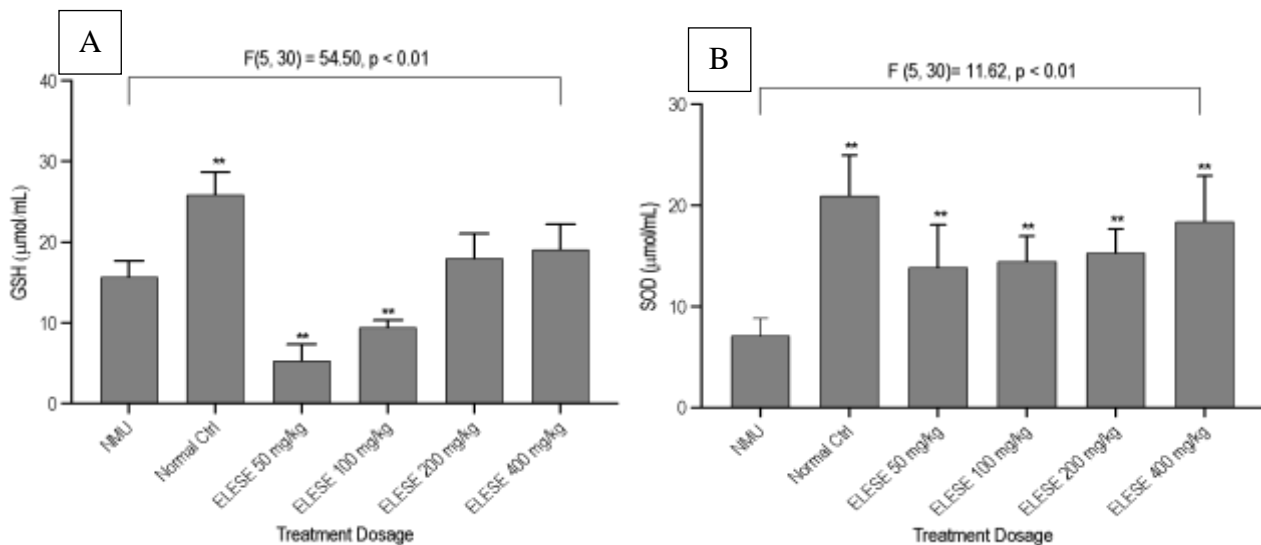 A
F(5, 30) = 54.50, p < 0.01
40
30
20
10
0
GSH (μmol/mL)
**
**
**
NMU
Normal Ctrl
ELESE 50 mg/kg
ELESE 100 mg/kg
ELESE 200 mg/kg
ELESE 400 mg/kg
Treatment Dosage
B
F (5, 30)= 11.62, p < 0.01
30
20
10
0
SOD (μmol/mL)
**
**
**
**
**
NMU
Normal Ctrl
ELESE 50 mg/kg
ELESE 100 mg/kg
ELESE 200 mg/kg
ELESE 400 mg/kg
Treatment Dosage